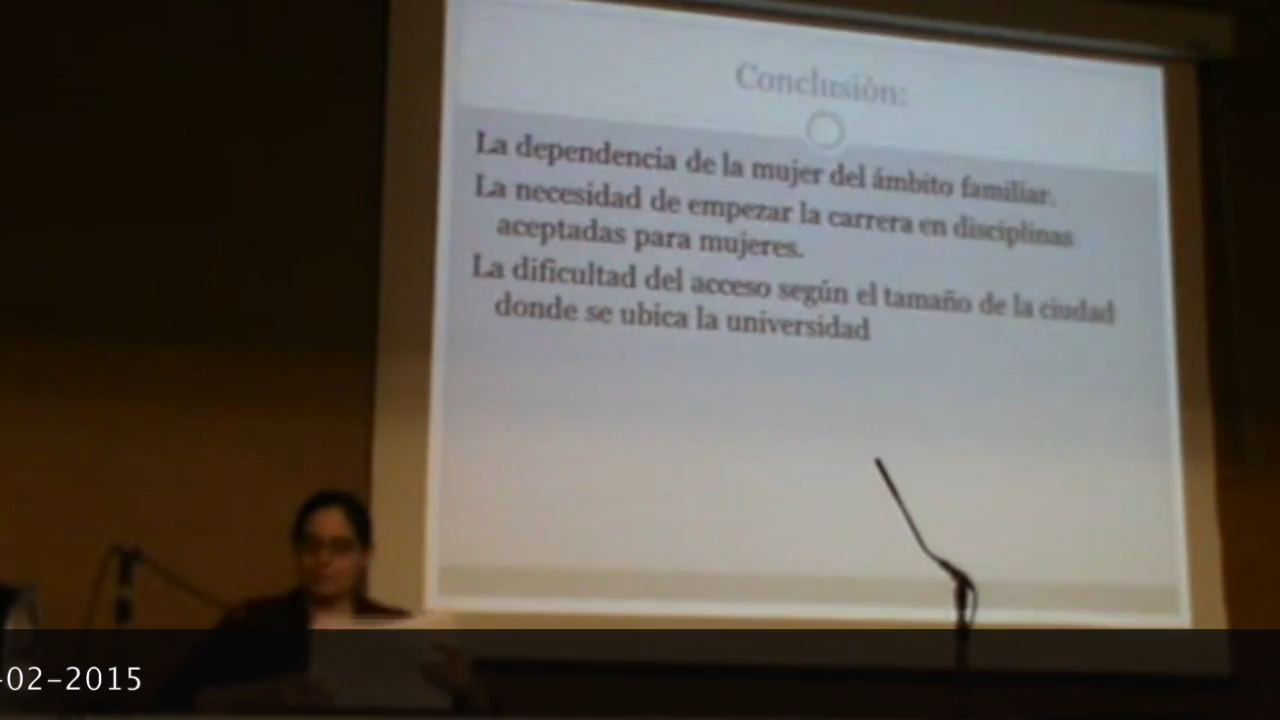 Conclusión:
La dependencia de la mujer del ámbito familiar.
La necesidad de empezar la carrera en disciplinas
aceptadas para mujeres.
La dificultad del acceso según el tamaño de la ciudad
donde se ubica la universidad
-02-2015